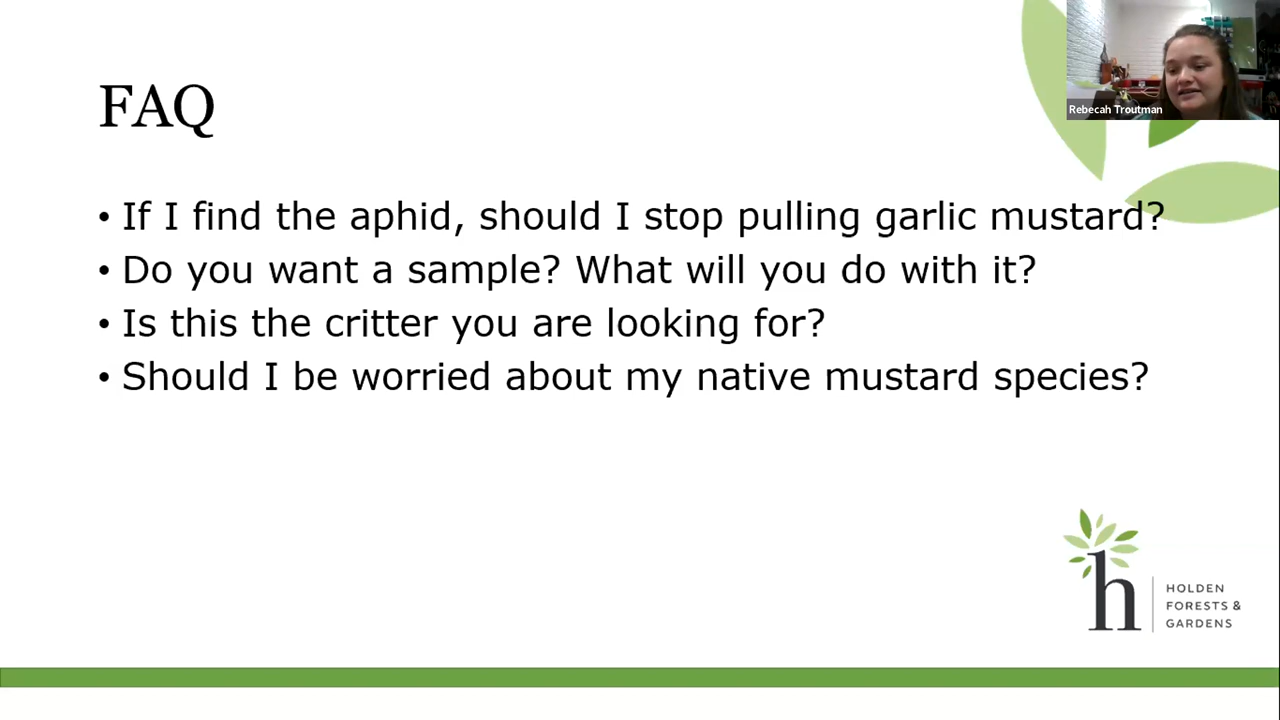 Rebecah Troutman
FAQ
• If I find the aphid, should I stop pulling garlic mustard?
• Do you want a sample? What will you do with it?
• Is this the critter you are looking for?
• Should I be worried about my native mustard species?
h
HOLDEN
FORESTS &
GARDENS